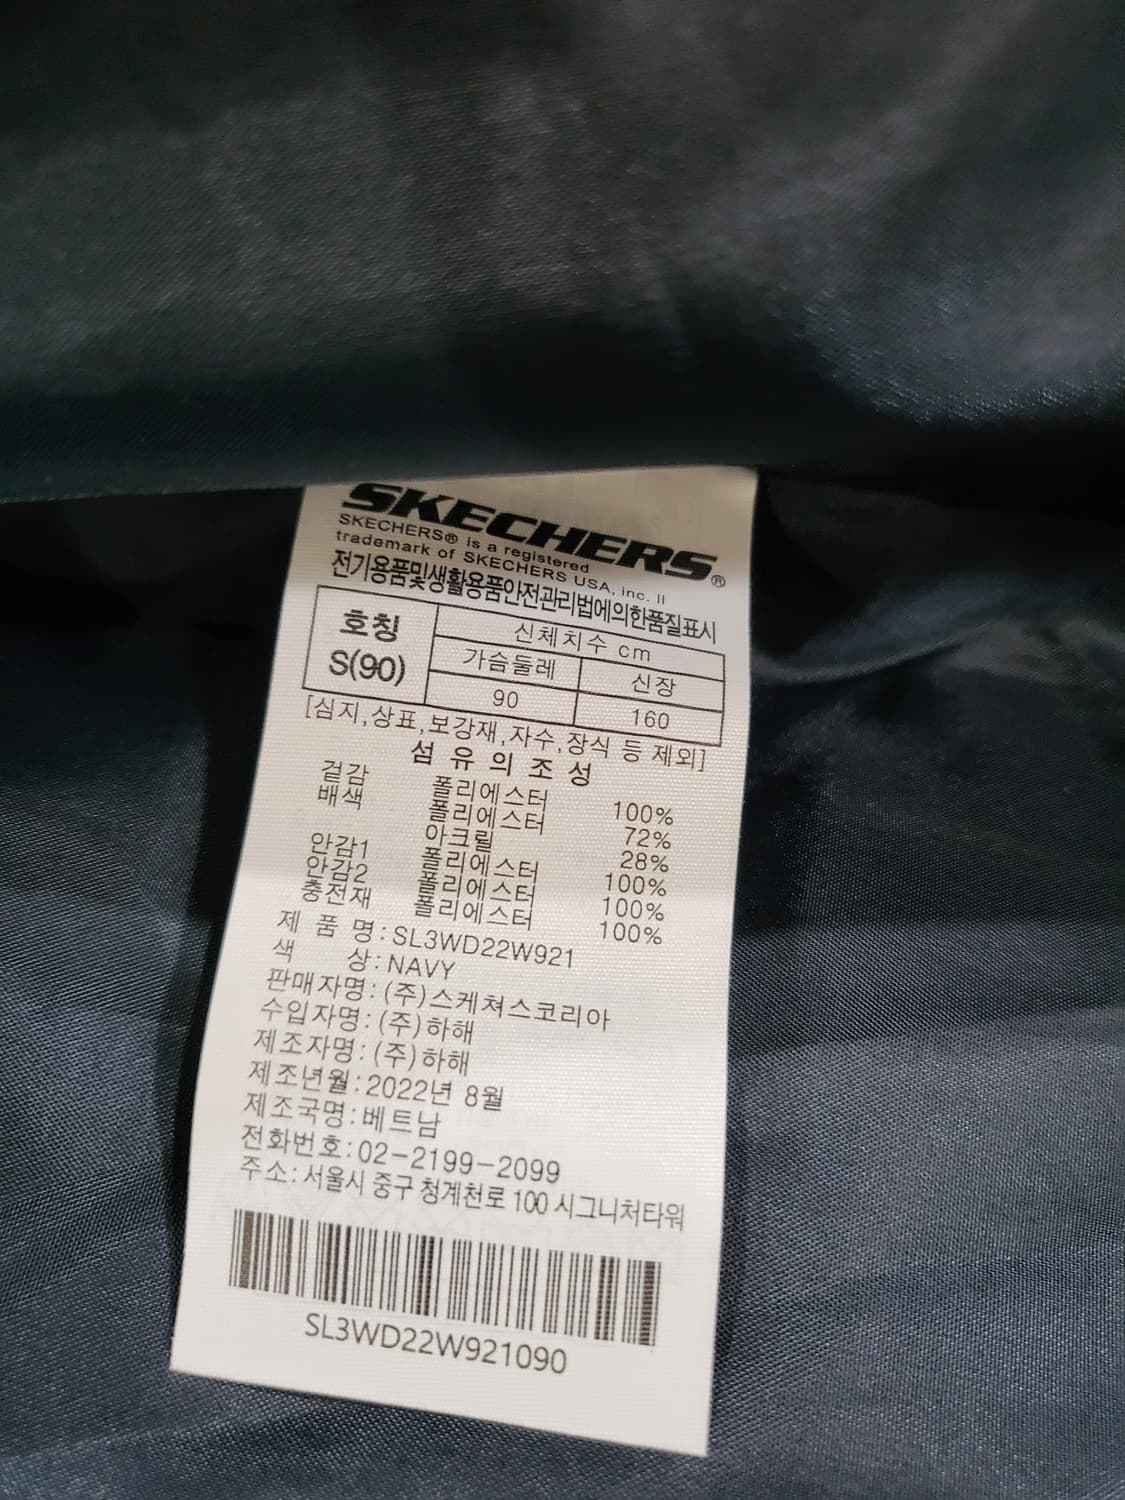 SKECHERS®
SKECHERS® is a registered
trademark of SKECHERS USA, inc. II
전기용품및생활용품안전관리법에의한품질표시
호칭 신체치수 cm
S(90) 가슴둘레 신장
90 160
[심지,상표,보강재,자수,장식 등 제외]
섬유의조성
겉감 폴리에스터 100%
배색 폴리에스터 72%
아크릴 28%
안감1 폴리에스터 100%
안감2 폴리에스터 100%
충전재 폴리에스터 100%
제 품 명:SL3WD22W921
색 상:NAVY
판매자명:(주)스케쳐스코리아
수입자명:(주)하해
제조자명:(주)하해
제조년월:2022년 8월
제조국명:베트남
전화번호:02-2199-2099
주소:서울시 중구 청계천로 100 시그니처타워
SL3WD22W921090